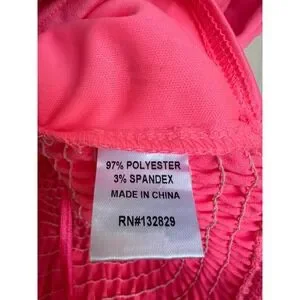 97% POLYESTER
3% SPANDEX
MADE IN CHINA
RN#132829